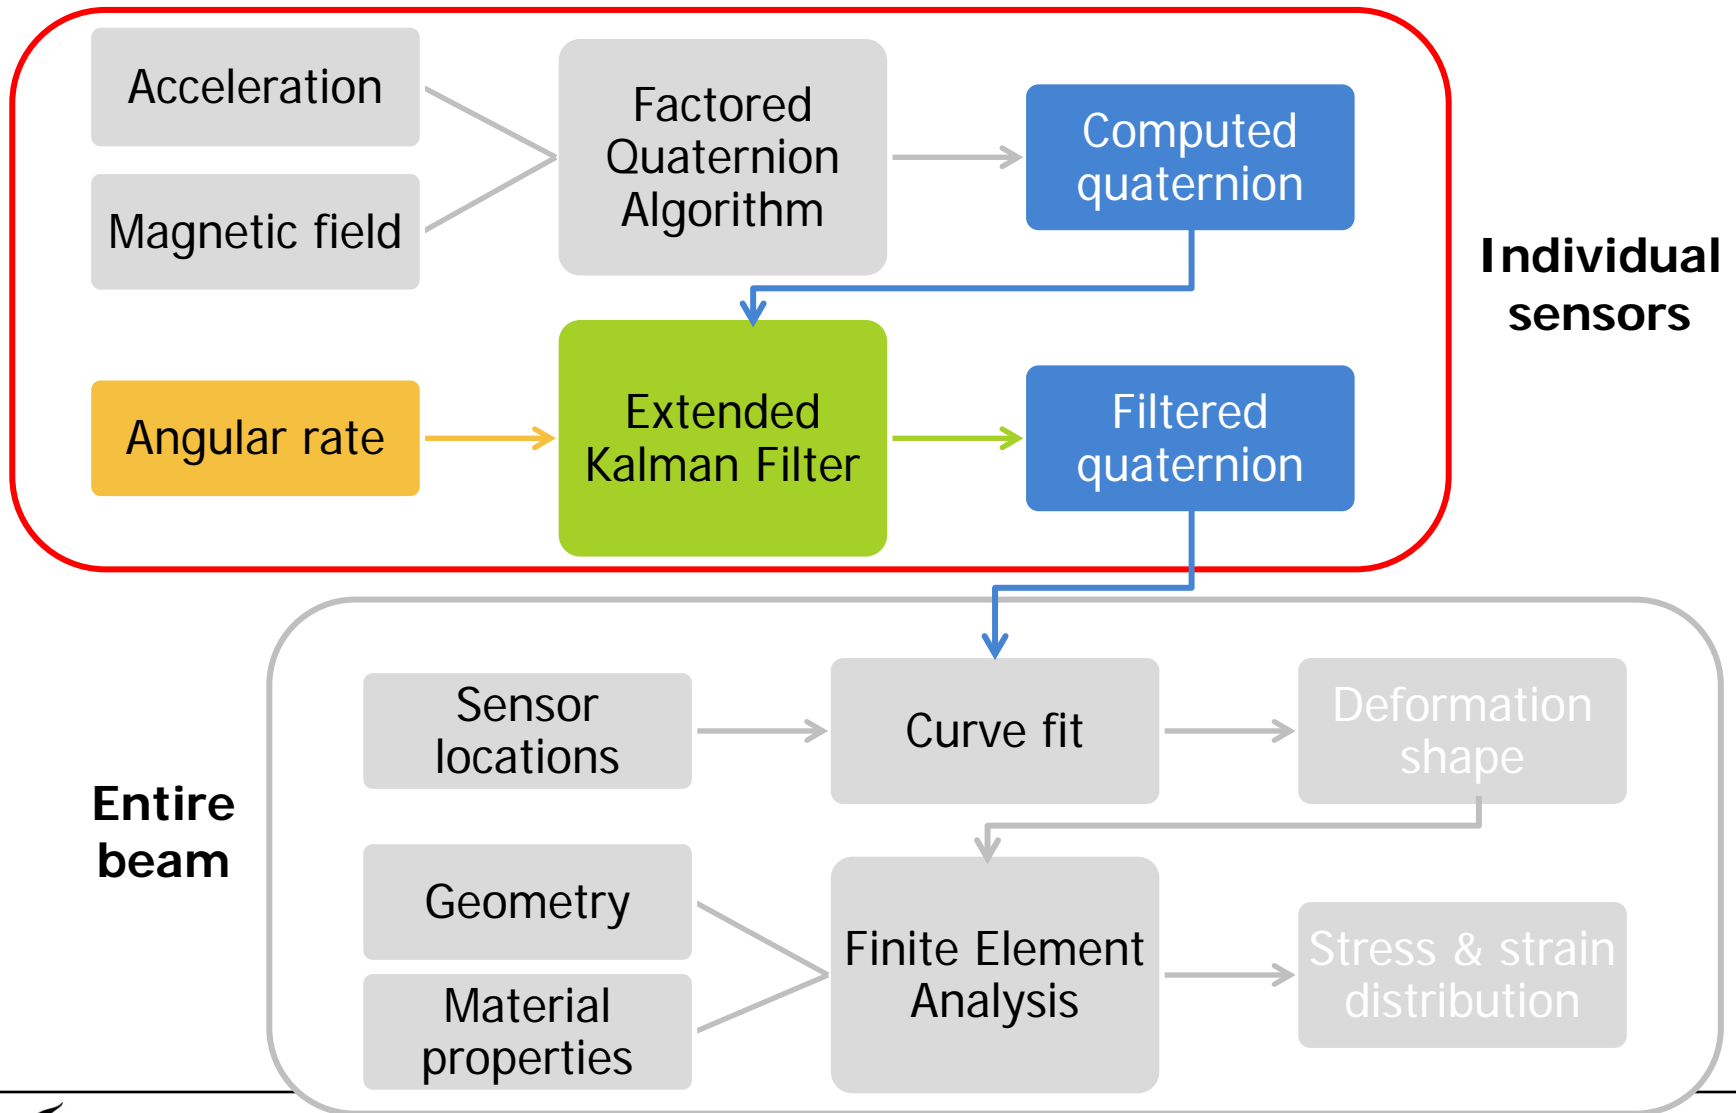 Acceleration
Magnetic field
Factored
Quaternion
Algorithm
Computed
quaternion
Individual
sensors
Angular rate
Extended
Kalman Filter
Filtered
quaternion
Entire
beam
Sensor
locations
Curve fit
Deformation
shape
Geometry
Material
properties
Finite Element
Analysis
Stress & strain
distribution